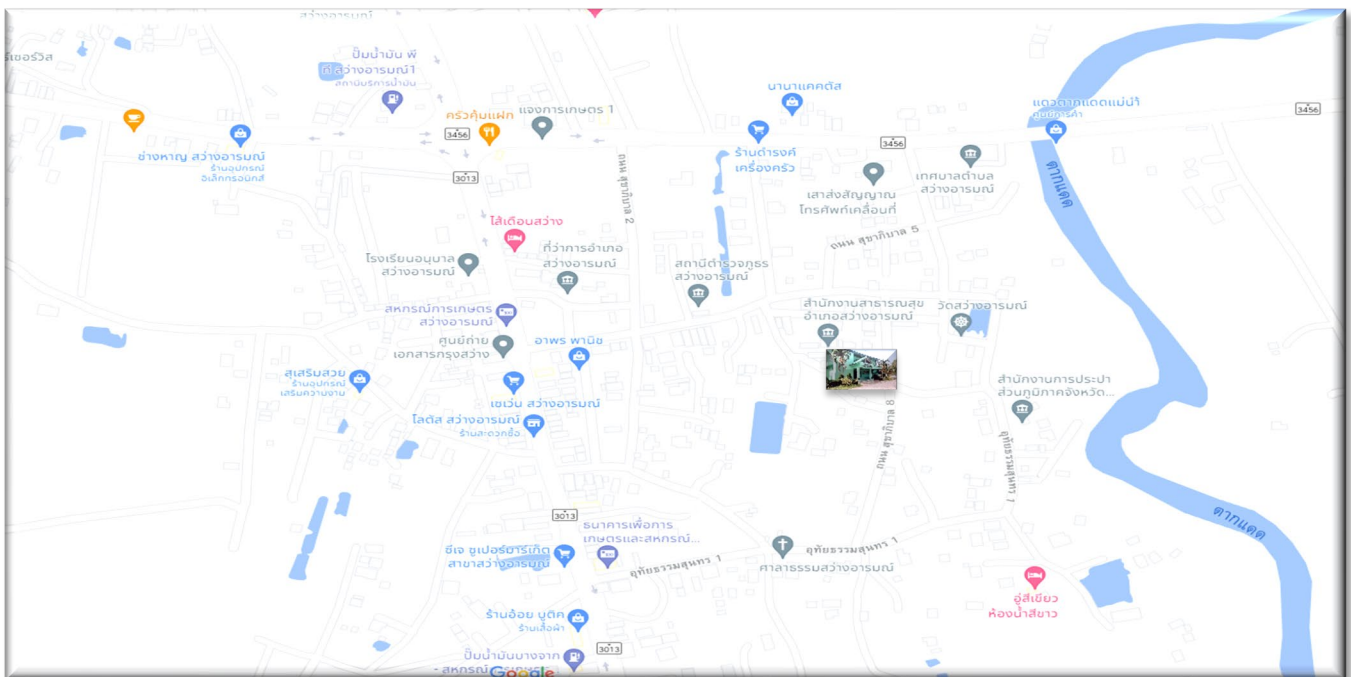 สว่างอารมณ์
ร์เซอร์วิส
ปั๊มน้ำมัน พี
ที สว่างอารมณ์1
สถานีบริการน้ำมัน
นานาแคคตัส
แถวตากแดดแม่น้ำ
ศูนย์การค้า
3456
ครัวคุ้มแฝก
แจงการเกษตร 1
3456
ช่างหาญ สว่างอารมณ์
ร้านอุปกรณ์
อิเล็กทรอนิกส์
ร้านดำรงค์
เครื่องครัว
3456
เทศบาลตำบล
สว่างอารมณ์
ตากแดด
3013
ถนน สุขาภิบาล 2
เสาส่งสัญญาณ
โทรศัพท์เคลื่อนที่
ไส้เดือนสว่าง
ถนน สุขาภิบาล 5
โรงเรียนอนุบาล
สว่างอารมณ์
ที่ว่าการอำเภอ
สว่างอารมณ์
สถานีตำรวจภูธร
สว่างอารมณ์
สหกรณ์การเกษตร
สว่างอารมณ์
สำนักงานสาธารณสุข
อำเภอสว่างอารมณ์
วัดสว่างอารมณ์
ศูนย์ถ่าย
เอกสารกรุงสว่าง
อาพร พานิช
สุเสริมสวย
ร้านอุปกรณ์
เสริมความงาม
เซเว่น สว่างอารมณ์
สำนักงานการประปา
ส่วนภูมิภาคจังหวัด...
โลตัส สว่างอารมณ์
ร้านสะดวกซื้อ
ถนน สุขาภิบาล 8
อุทัยธรรมสุนทร 1
3013
ธนาคารเพื่อการ
เกษตรและสหกรณ์...
ตากแดด
ซีเจ ซูเปอร์มาร์เก็ต
สาขาสว่างอารมณ์
อุทัยธรรมสุนทร 1
ศาลาธรรมสว่างอารมณ์
อุทัยธรรมสุนทร 1
อู่สีเขียว
ห้องน้ำสีขาว
ร้านอ้อย บูติค
ร้านเสื้อผ้า
3013
ปั๊มน้ำมันบางจาก
Google